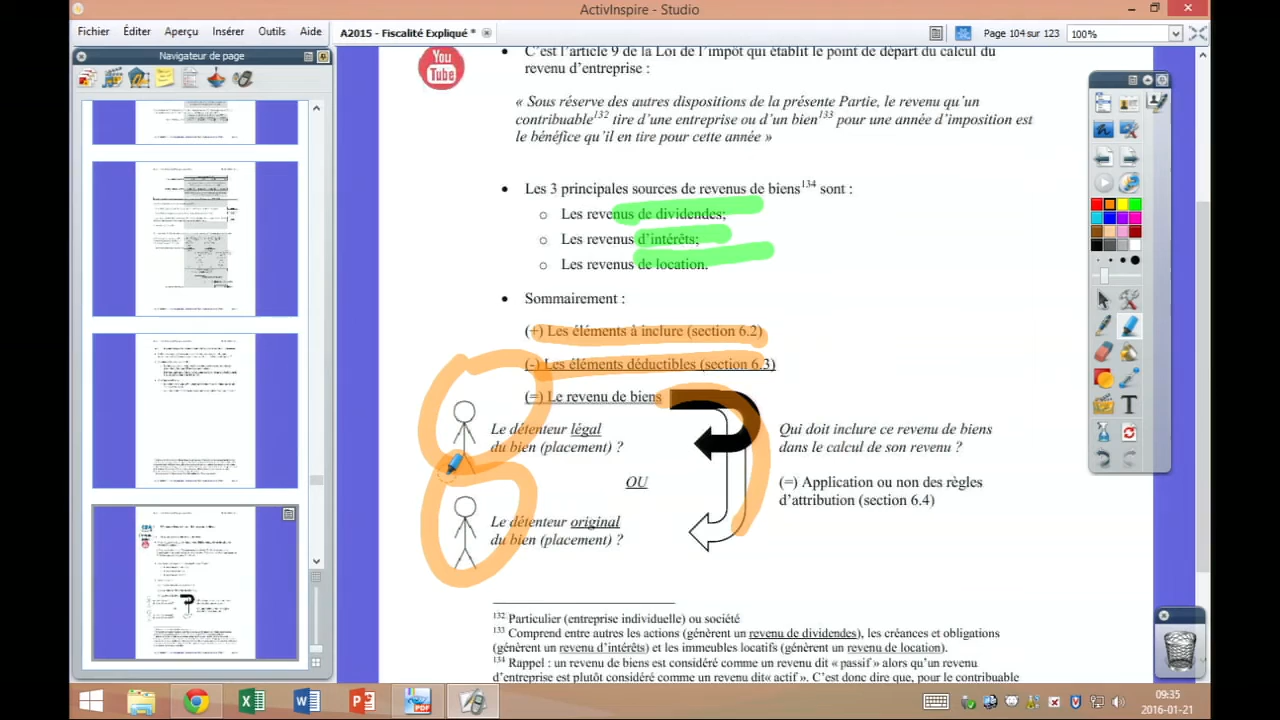 ActivInspire - Studio
Fichier Éditer Aperçu Insérer Outils Aide
A2015 - Fiscalité Expliqué *
Page 104 sur 123
100%
Navigateur de page
You
Tube
• C'est l'article 9 de la Loi de l'impôt qui établit le point de départ du calcul du
revenu d'entreprise :
« Sous réserve des autres dispositions de la présente Partie, le revenu qu'un
contribuable132 tire d'une entreprise ou d'un bien133 pour une année d'imposition est
le bénéfice qu'il en tire pour cette année »
• Les 3 principales sources de revenus de biens134 sont :
o Les revenus de dividendes;
o Les revenus d'intérêts;
o Les revenus de location.
• Sommairement :
(+) Les éléments à inclure (section 6.2)
(-) Les éléments déductibles (section 6.3)
(=) Le revenu de biens
Le détenteur légal
du bien (placement) ?
Qui doit inclure ce revenu de biens
dans le calcul de son revenu ?
OU
(=) Application ou non des règles
d'attribution (section 6.4)
Le détenteur original
du bien (placement) ?
132 Particulier (entreprise individuelle) ou société
133 Comprend entre autres les actions (génèrent un revenu de dividendes), les dépôts et obligations
(génèrent un revenu d'intérêts) et les immeubles locatifs (génèrent un revenu de location).
134 Rappel : un revenu de biens est considéré comme un revenu dit « passif » alors qu'un revenu
d'entreprise est plutôt considéré comme un revenu dit« actif ». C'est donc dire que, pour le contribuable
09:35
2016-01-21